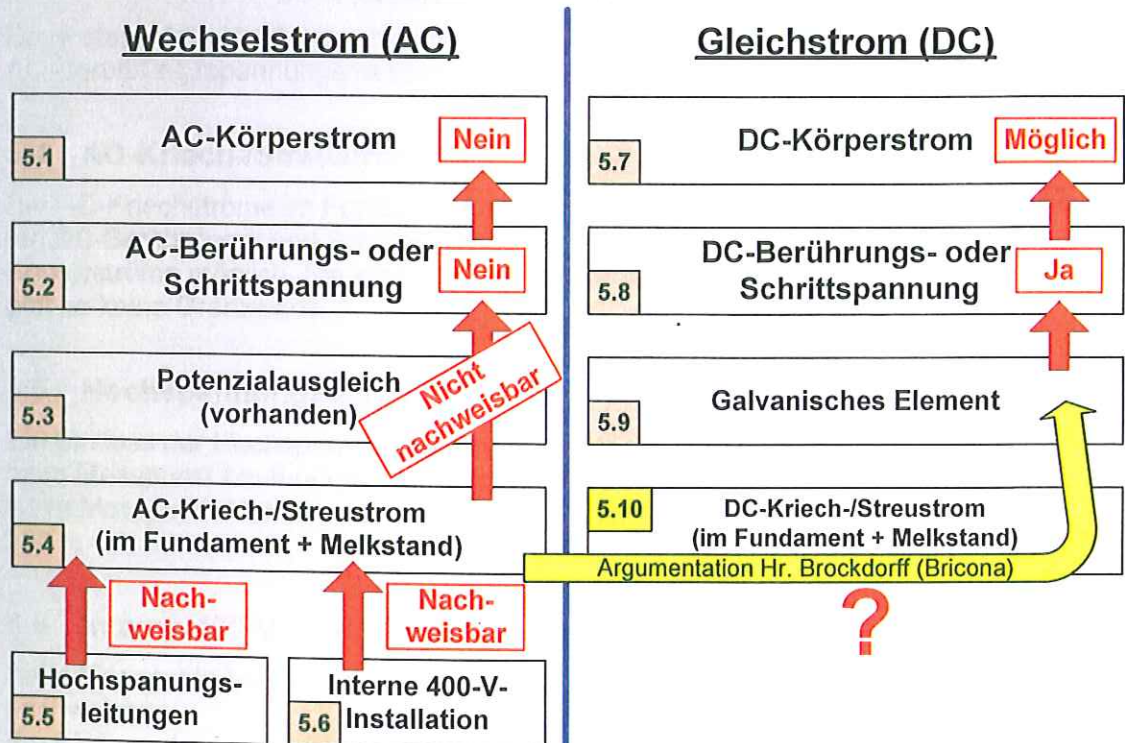 Wechselstrom (AC)
5.1
AC-Körperstrom
Nein
5.2
AC-Berührungs- oder
Schrittspannung
Nein
5.3
Potenzialausgleich
(vorhanden)
Nicht
nachweisbar
5.4
AC-Kriech-/Streustrom
(im Fundament + Melkstand)
Nach-
weisbar
Nach-
weisbar
5.5
Hochspanungs-
leitungen
5.6
Interne 400-V-
Installation
Gleichstrom (DC)
5.7
DC-Körperstrom
Möglich
5.8
DC-Berührungs- oder
Schrittspannung
Ja
5.9
Galvanisches Element
5.10
DC-Kriech-/Streustrom
(im Fundament + Melkstand)
Argumentation Hr. Brockdorff (Bricona)
?